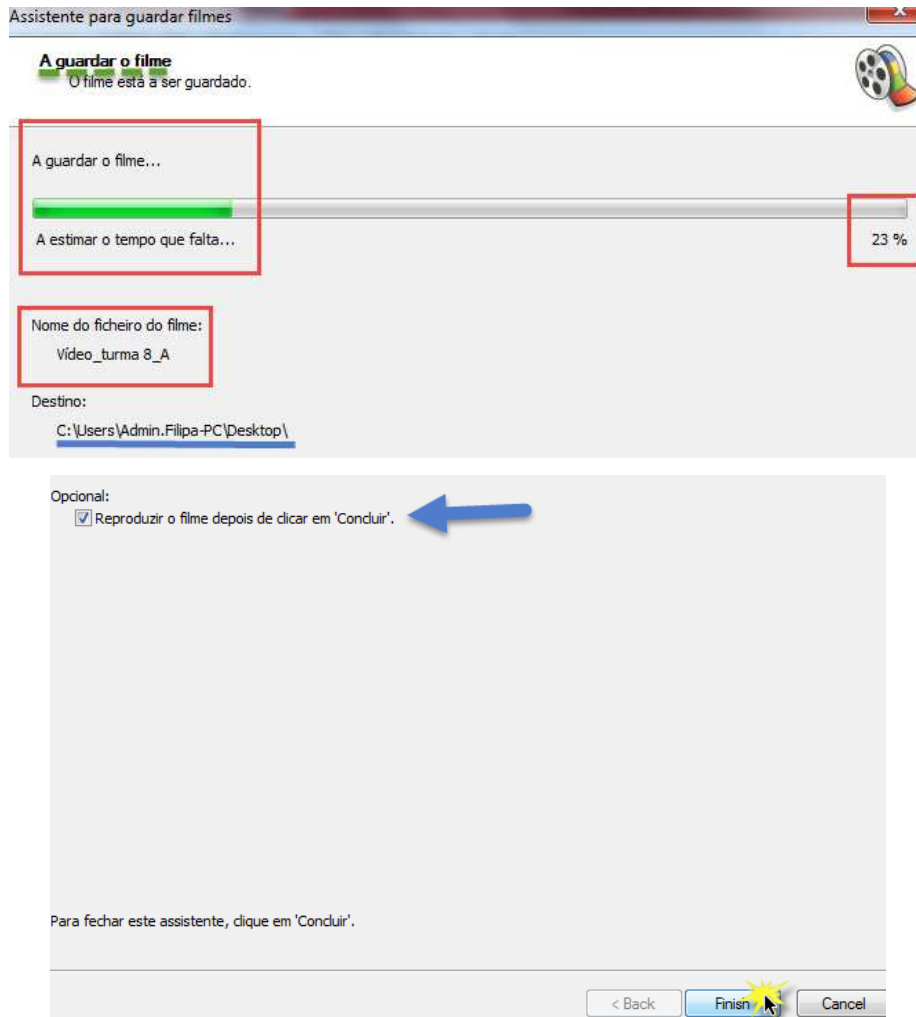 Assistente para guardar filmes
A guardar o filme
O filme está a ser guardado.
A guardar o filme...
A estimar o tempo que falta...
23 %
Nome do ficheiro do filme:
Vídeo_turma 8_A
Destino:
C:\Users\Admin.Filipa-PC\Desktop\
Opcional:
Reproduzir o filme depois de clicar em 'Concluir'.
Para fechar este assistente, clique em 'Concluir'.
< Back
Finish
Cancel